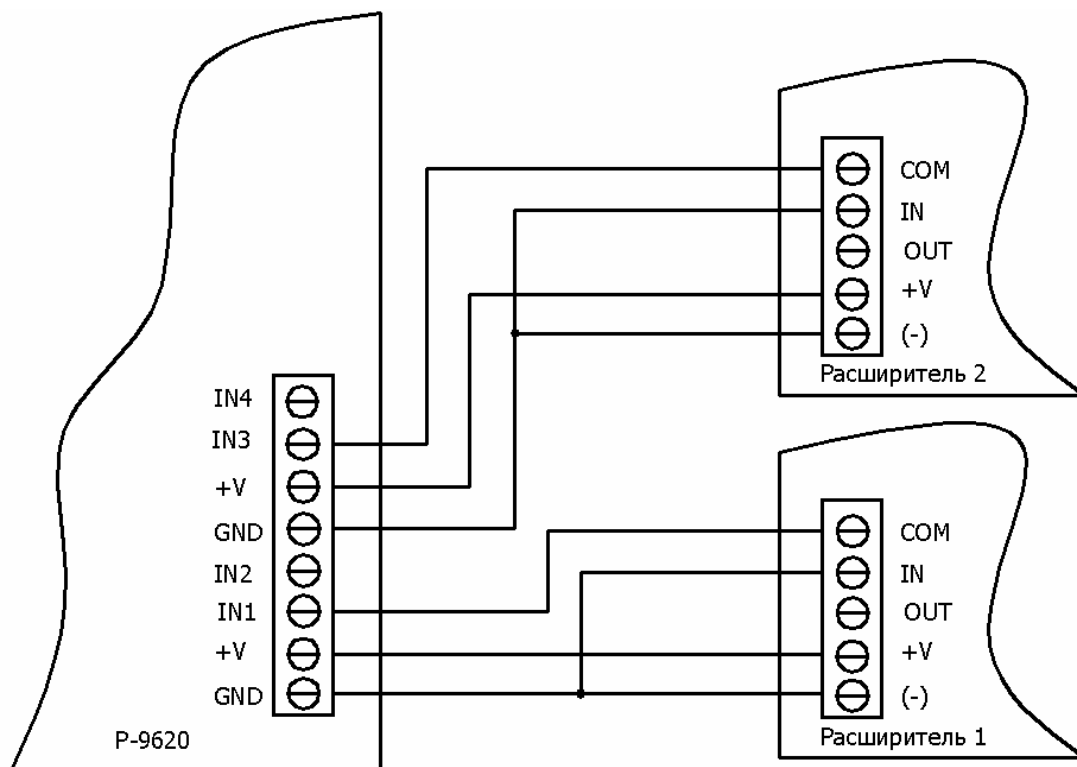 COM
IN
OUT
+V
(-)
Расширитель 2
IN4
IN3
+V
GND
IN2
IN1
+V
GND
P-9620
COM
IN
OUT
+V
(-)
Расширитель 1